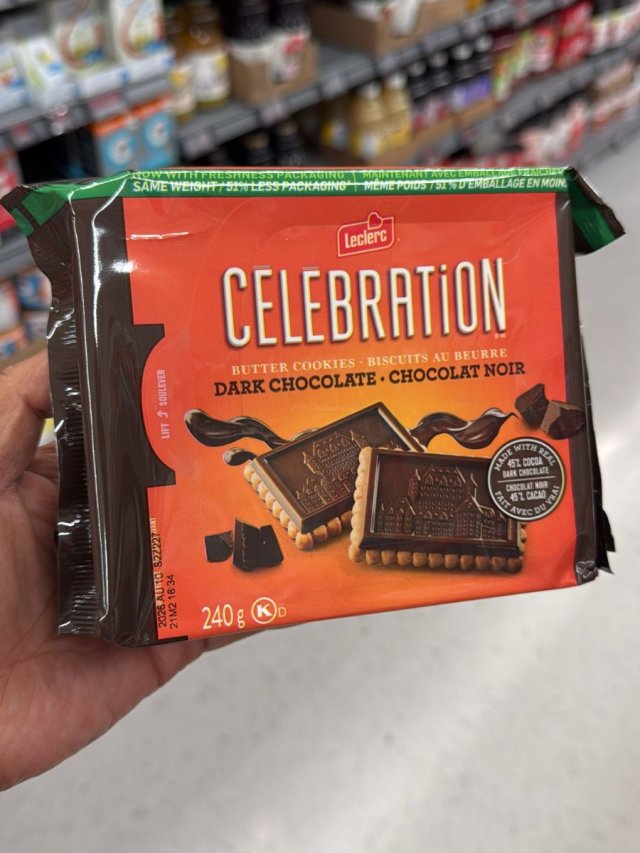 NOW WITH FRESHNESS PACKAGING
SAME WEIGHT / 51% LESS PACKAGING
MAINTENANT AVEC EMBALLAGE FRAÎCHEUR
MÊME POIDS / 51 % D'EMBALLAGE EN MOINS
Leclerc
CELEBRATiON
BUTTER COOKIES · BISCUITS AU BEURRE
DARK CHOCOLATE · CHOCOLAT NOIR
LIFT SOULEVER
MADE WITH REAL
45% COCOA
DARK CHOCOLATE
CHOCOLAT NOIR
45% CACAO
FAIT AVEC DU VRAI
2026 AU 10
21M2 16:34
240 g K D